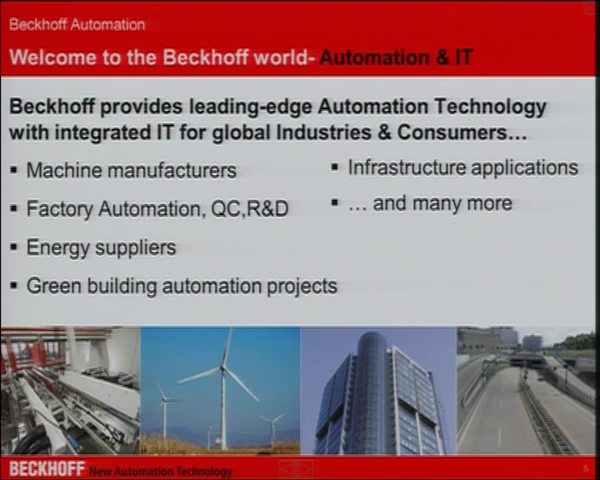 Beckhoff Automation
Welcome to the Beckhoff world- Automation & IT
Beckhoff provides leading-edge Automation Technology
with integrated IT for global Industries & Consumers…
▪ Machine manufacturers
▪ Factory Automation, QC,R&D
▪ Energy suppliers
▪ Green building automation projects
▪ Infrastructure applications
▪ … and many more
BECKHOFF New Automation Technology
5